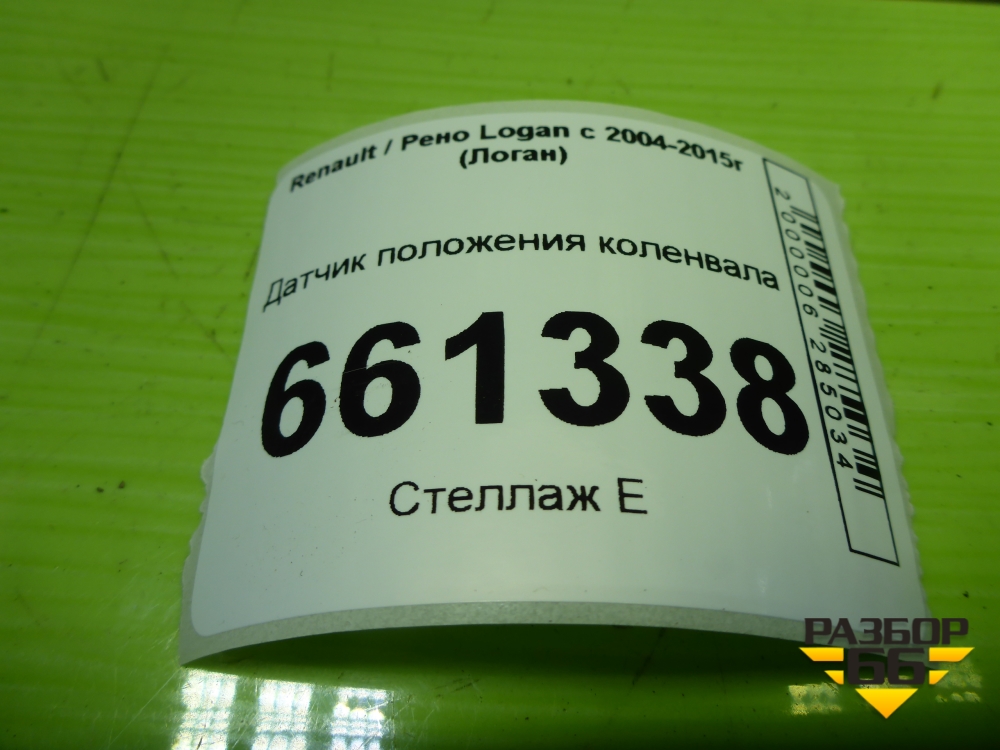 Renault / Рено Logan с 2004-2015г
(Логан)
Датчик положения коленвала
661338
Стеллаж Е
2000006285034
РАЗБОР
66